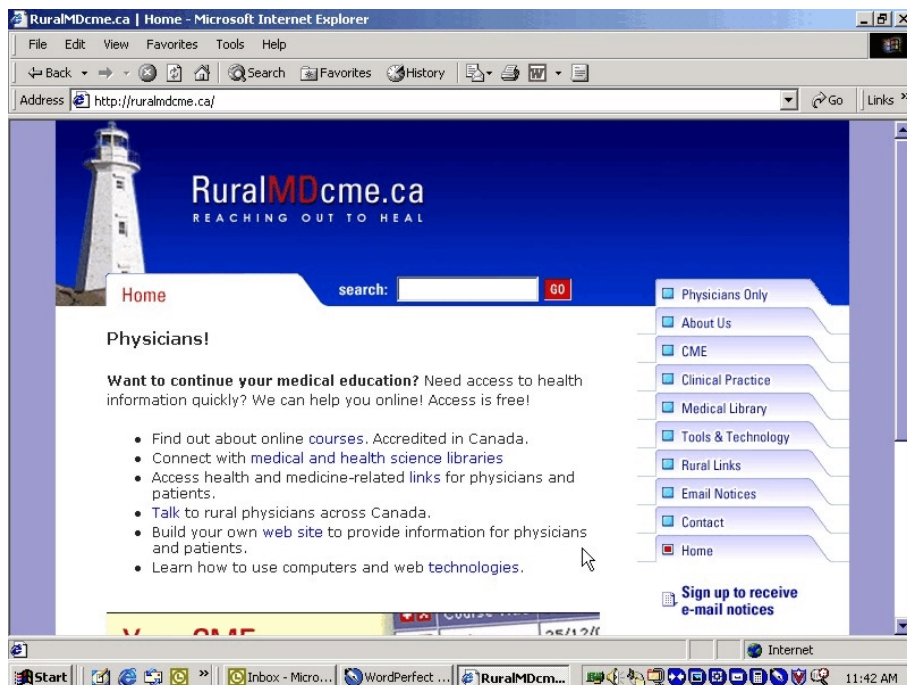 RuralMDcme.ca | Home - Microsoft Internet Explorer
File Edit View Favorites Tools Help
Back Search Favorites History
Address http://ruralmdcme.ca/ Go Links »
RuralMDcme.ca
REACHING OUT TO HEAL
Home
search: GO
Physicians!
Want to continue your medical education? Need access to health
information quickly? We can help you online! Access is free!
• Find out about online courses. Accredited in Canada.
• Connect with medical and health science libraries
• Access health and medicine-related links for physicians and
patients.
• Talk to rural physicians across Canada.
• Build your own web site to provide information for physicians
and patients.
• Learn how to use computers and web technologies.
Physicians Only
About Us
CME
Clinical Practice
Medical Library
Tools & Technology
Rural Links
Email Notices
Contact
Home
Sign up to receive
e-mail notices
Internet
Start » Inbox - Micro... WordPerfect ... RuralMDcm... 11:42 AM